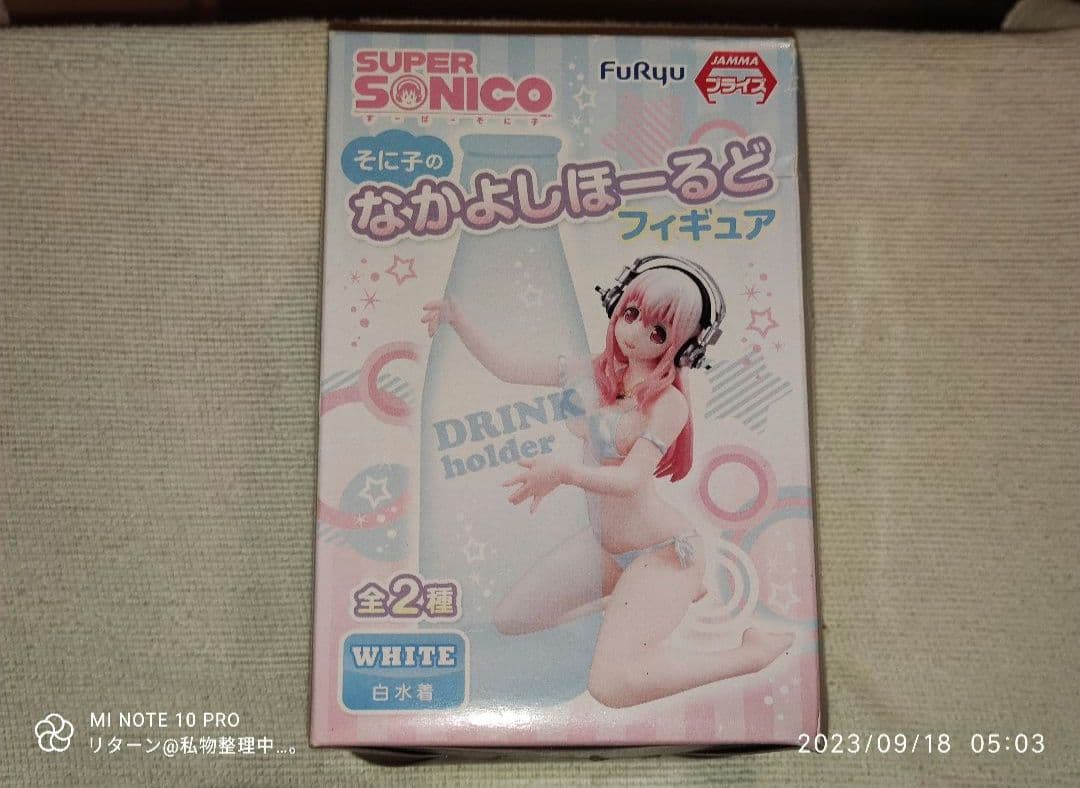 SUPER
SONICO
すーぱーそに子
FuRyu
JAMMA
プライズ
そに子の
なかよしほーるど
フィギュア
DRINK
holder
全2種
WHITE
白水着
MI NOTE 10 PRO
リターン@私物整理中…。
2023/09/18 05:03